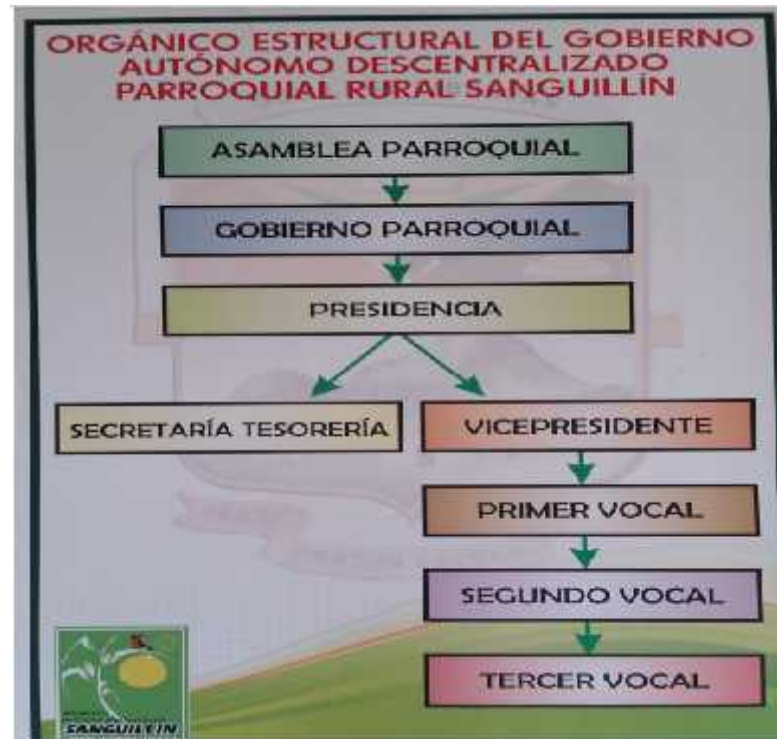 ORGÁNICO ESTRUCTURAL DEL GOBIERNO
AUTÓNOMO DESCENTRALIZADO
PARROQUIAL RURAL SANGUILLÍN
ASAMBLEA PARROQUIAL
GOBIERNO PARROQUIAL
PRESIDENCIA
SECRETARÍA TESORERÍA
VICEPRESIDENTE
PRIMER VOCAL
SEGUNDO VOCAL
TERCER VOCAL
SANGUILLÍN